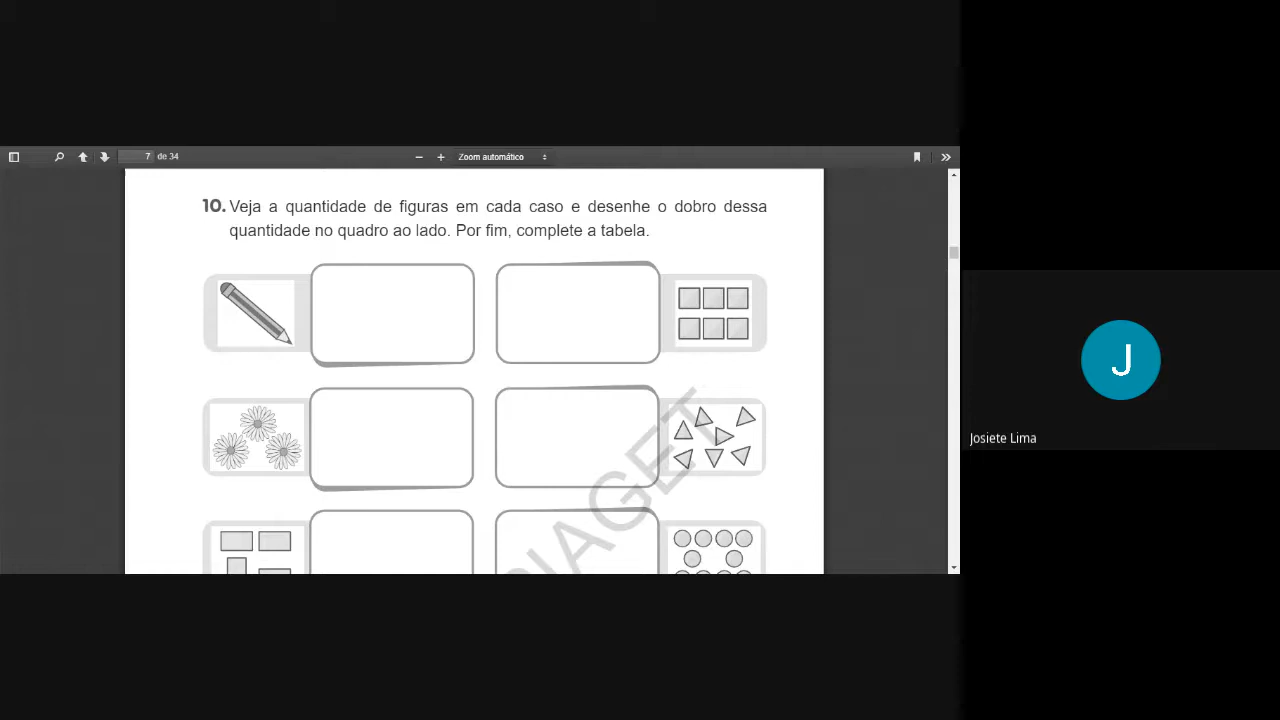 7 de 34
Zoom automático
10. Veja a quantidade de figuras em cada caso e desenhe o dobro dessa
quantidade no quadro ao lado. Por fim, complete a tabela.
J
Josiete Lima
PIAGET